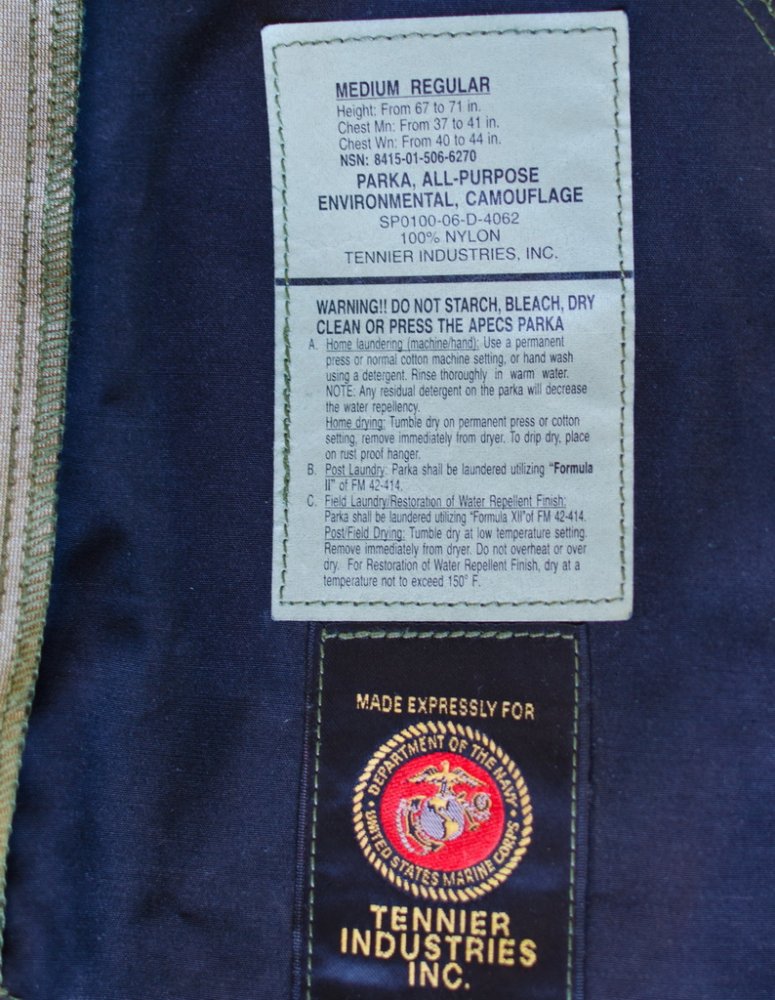 MEDIUM REGULAR
Height: From 67 to 71 in.
Chest Mn: From 37 to 41 in.
Chest Wn: From 40 to 44 in.
NSN: 8415-01-506-6270
PARKA, ALL-PURPOSE
ENVIRONMENTAL, CAMOUFLAGE
SP0100-06-D-4062
100% NYLON
TENNIER INDUSTRIES, INC.
WARNING!! DO NOT STARCH, BLEACH, DRY
CLEAN OR PRESS THE APECS PARKA
A. Home laundering (machine/hand): Use a permanent
press or normal cotton machine setting, or hand wash
using a detergent. Rinse thoroughly in warm water.
NOTE: Any residual detergent on the parka will decrease
the water repellency.
Home drying: Tumble dry on permanent press or cotton
setting, remove immediately from dryer. To drip dry, place
on rust proof hanger.
B. Post Laundry: Parka shall be laundered utilizing "Formula
II" of FM 42-414.
C. Field Laundry/Restoration of Water Repellent Finish:
Parka shall be laundered utilizing "Formula XII"of FM 42-414.
Post/Field Drying: Tumble dry at low temperature setting.
Remove immediately from dryer. Do not overheat or over
dry. For Restoration of Water Repellent Finish, dry at a
temperature not to exceed 150° F.
MADE EXPRESSLY FOR
DEPARTMENT OF THE NAVY
UNITED STATES MARINE CORPS
TENNIER
INDUSTRIES
INC.